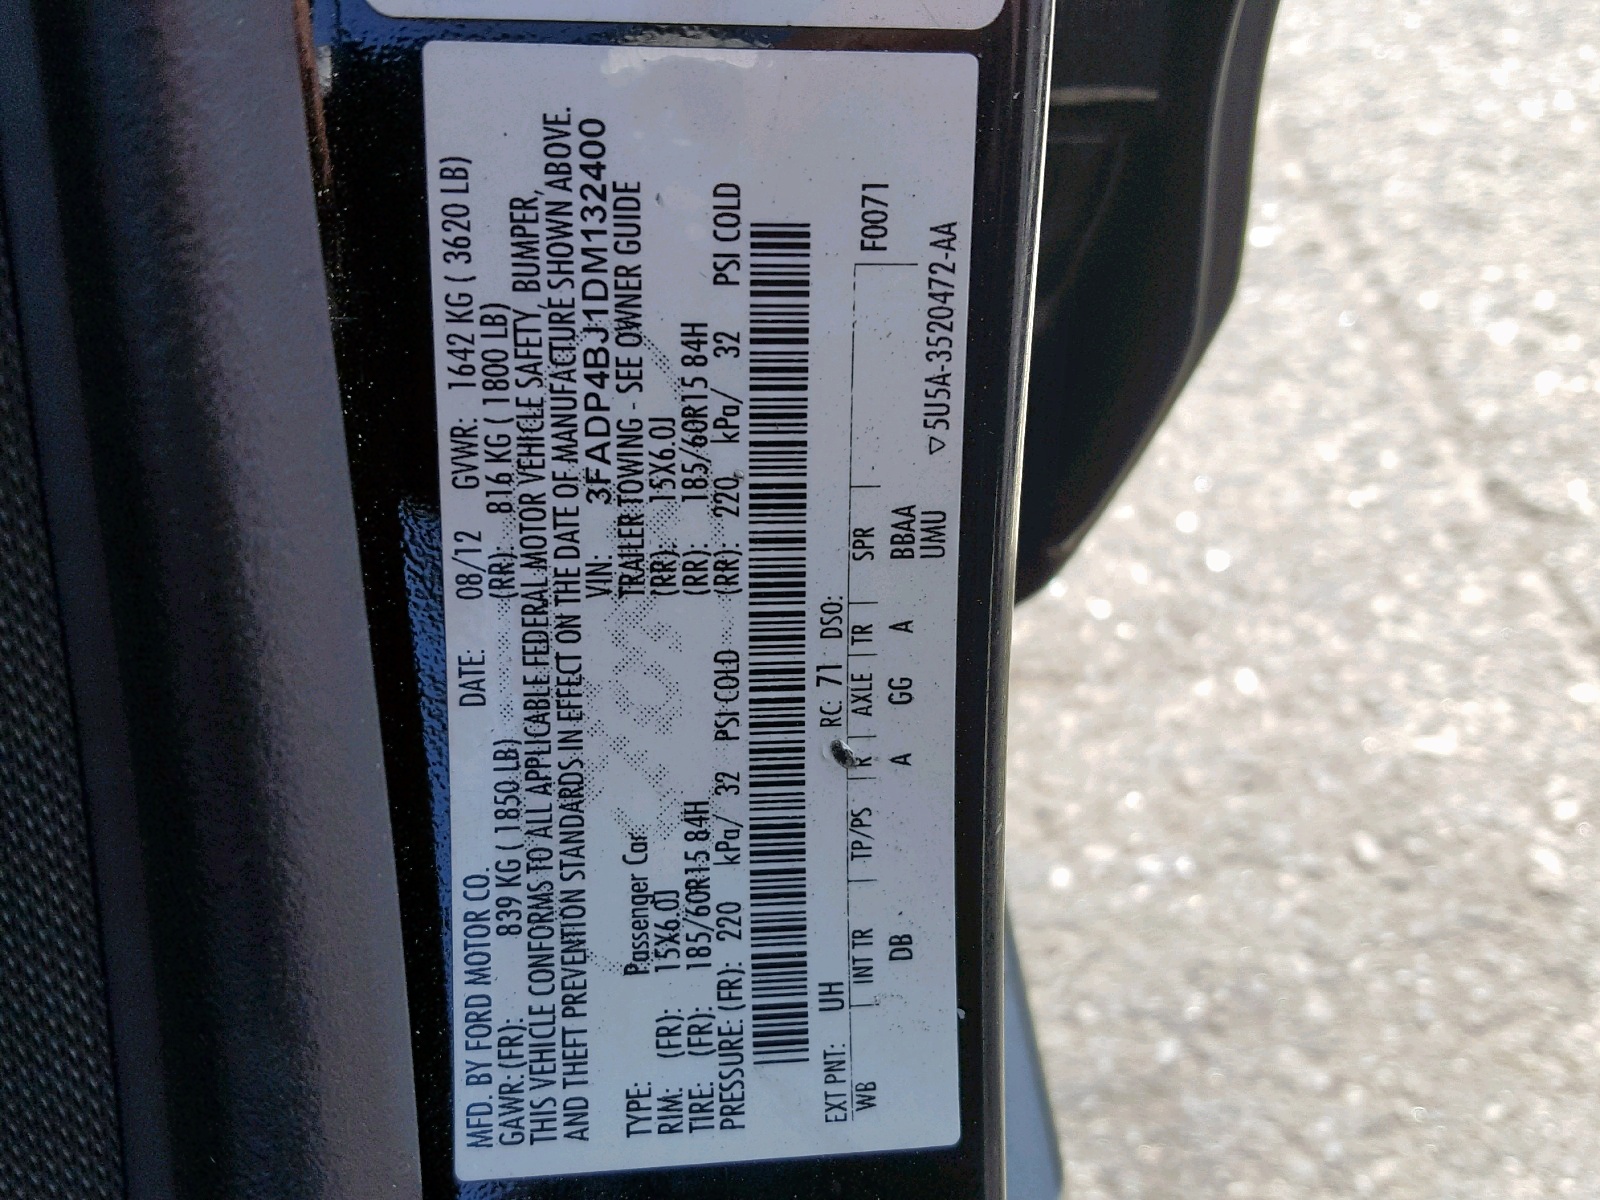 MFD. BY FORD MOTOR CO. DATE: 08/12 GVWR: 1642 KG ( 3620 LB)
GAWR: (FR): 839 KG ( 1850 LB) (RR): 816 KG ( 1800 LB)
THIS VEHICLE CONFORMS TO ALL APPLICABLE FEDERAL MOTOR VEHICLE SAFETY, BUMPER,
AND THEFT PREVENTION STANDARDS IN EFFECT ON THE DATE OF MANUFACTURE SHOWN ABOVE.
VIN: 3FADP4BJ1DM132400
TYPE: Passenger Car TRAILER TOWING - SEE OWNER GUIDE
RIM: (FR): 15X6.0J (RR): 15X6.0J
TIRE: (FR): 185/60R15 84H (RR) 185/60R15 84H
PRESSURE: (FR): 220 kPa/ 32 PSI COLD (RR): 220 kPa/ 32 PSI COLD
EXT PNT: UH RC: 71 DSO:
WB INT TR TP/PS R AXLE TR SPR F0071
DB A GG A BBAA
UMU
▽5U5A-3520472-AA